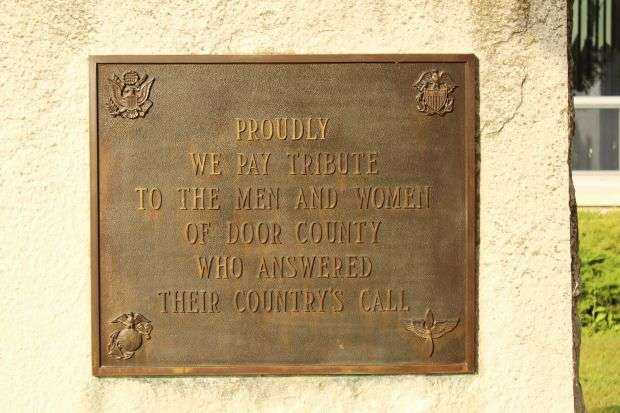 PROUDLY
WE PAY TRIBUTE
TO THE MEN AND WOMEN
OF DOOR COUNTY
WHO ANSWERED
THEIR COUNTRY'S CALL